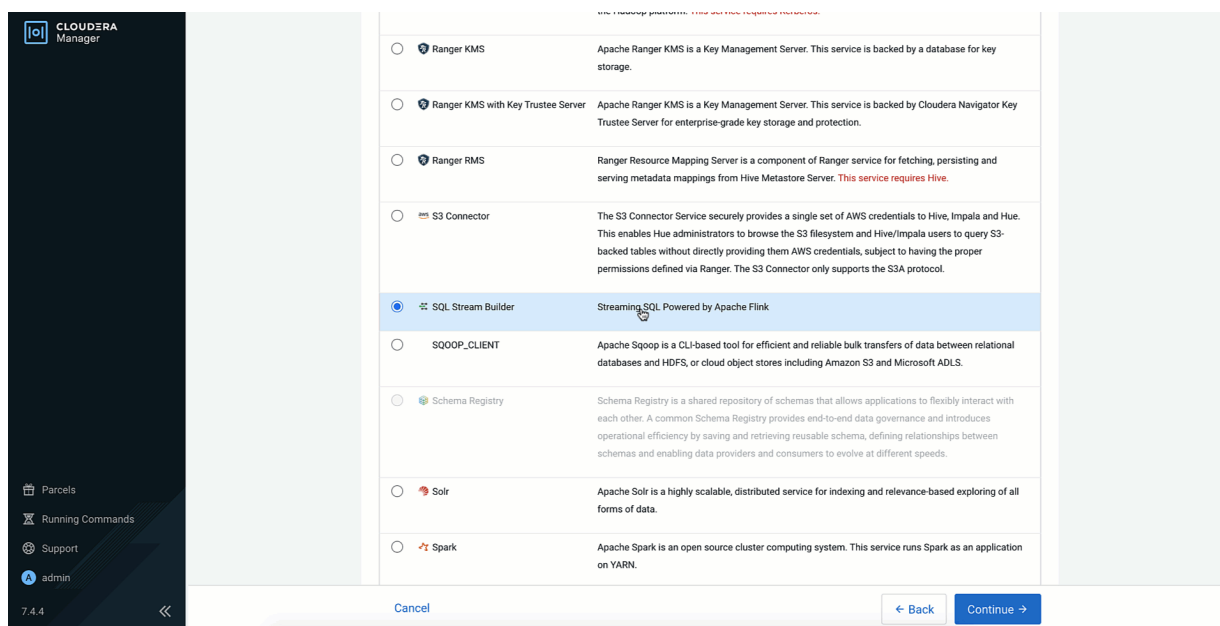 CLOUDERA
Manager
the Hadoop platform. This service requires Kerberos.
Ranger KMS
Apache Ranger KMS is a Key Management Server. This service is backed by a database for key
storage.
Ranger KMS with Key Trustee Server
Apache Ranger KMS is a Key Management Server. This service is backed by Cloudera Navigator Key
Trustee Server for enterprise-grade key storage and protection.
Ranger RMS
Ranger Resource Mapping Server is a component of Ranger service for fetching, persisting and
serving metadata mappings from Hive Metastore Server. This service requires Hive.
aws S3 Connector
The S3 Connector Service securely provides a single set of AWS credentials to Hive, Impala and Hue.
This enables Hue administrators to browse the S3 filesystem and Hive/Impala users to query S3-
backed tables without directly providing them AWS credentials, subject to having the proper
permissions defined via Ranger. The S3 Connector only supports the S3A protocol.
SQL Stream Builder
Streaming SQL Powered by Apache Flink
SQOOP_CLIENT
Apache Sqoop is a CLI-based tool for efficient and reliable bulk transfers of data between relational
databases and HDFS, or cloud object stores including Amazon S3 and Microsoft ADLS.
Schema Registry
Schema Registry is a shared repository of schemas that allows applications to flexibly interact with
each other. A common Schema Registry provides end-to-end data governance and introduces
operational efficiency by saving and retrieving reusable schema, defining relationships between
schemas and enabling data providers and consumers to evolve at different speeds.
Solr
Apache Solr is a highly scalable, distributed service for indexing and relevance-based exploring of all
forms of data.
Spark
Apache Spark is an open source cluster computing system. This service runs Spark as an application
on YARN.
Parcels
Running Commands
Support
A admin
7.4.4
Cancel
← Back
Continue →